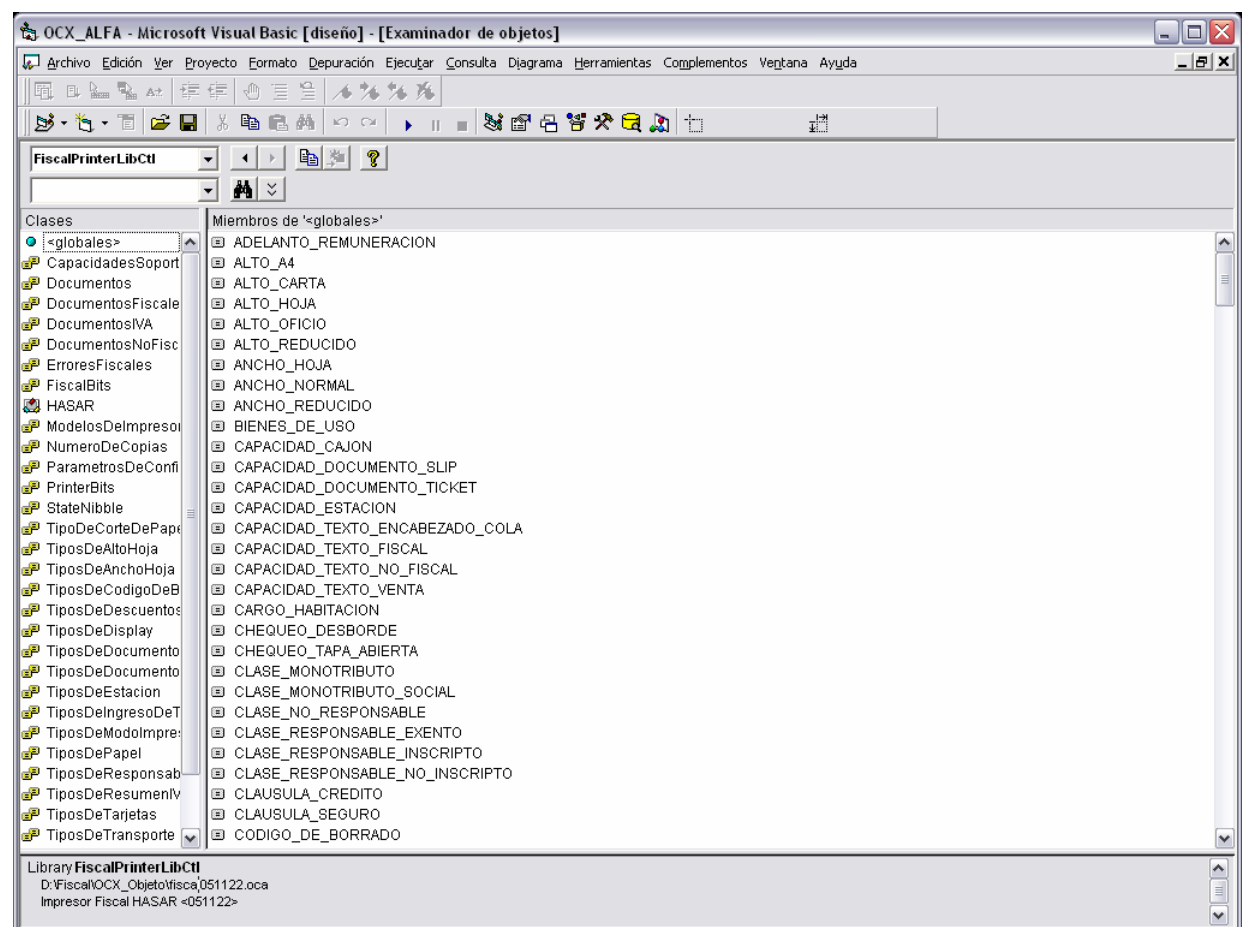 OCX_ALFA - Microsoft Visual Basic [diseño] - [Examinador de objetos]
Archivo Edición Ver Proyecto Formato Depuración Ejecutar Consulta Diagrama Herramientas Complementos Ventana Ayuda
FiscalPrinterLibCtl
Clases
Miembros de '<globales>'
<globales>
CapacidadesSoport
Documentos
DocumentosFiscale
DocumentosIVA
DocumentosNoFisc
ErroresFiscales
FiscalBits
HASAR
ModelosDeImpresor
NumeroDeCopias
ParametrosDeConfi
PrinterBits
StateNibble
TipoDeCorteDePape
TiposDeAltoHoja
TiposDeAnchoHoja
TiposDeCodigoDeB
TiposDeDescuentos
TiposDeDisplay
TiposDeDocumento
TiposDeDocumento
TiposDeEstacion
TiposDeIngresoDeT
TiposDeModoImpre
TiposDePapel
TiposDeResponsab
TiposDeResumenIV
TiposDeTarjetas
TiposDeTransporte
ADELANTO_REMUNERACION
ALTO_A4
ALTO_CARTA
ALTO_HOJA
ALTO_OFICIO
ALTO_REDUCIDO
ANCHO_HOJA
ANCHO_NORMAL
ANCHO_REDUCIDO
BIENES_DE_USO
CAPACIDAD_CAJON
CAPACIDAD_DOCUMENTO_SLIP
CAPACIDAD_DOCUMENTO_TICKET
CAPACIDAD_ESTACION
CAPACIDAD_TEXTO_ENCABEZADO_COLA
CAPACIDAD_TEXTO_FISCAL
CAPACIDAD_TEXTO_NO_FISCAL
CAPACIDAD_TEXTO_VENTA
CARGO_HABITACION
CHEQUEO_DESBORDE
CHEQUEO_TAPA_ABIERTA
CLASE_MONOTRIBUTO
CLASE_MONOTRIBUTO_SOCIAL
CLASE_NO_RESPONSABLE
CLASE_RESPONSABLE_EXENTO
CLASE_RESPONSABLE_INSCRIPTO
CLASE_RESPONSABLE_NO_INSCRIPTO
CLAUSULA_CREDITO
CLAUSULA_SEGURO
CODIGO_DE_BORRADO
Library FiscalPrinterLibCtl
D:\Fiscal\OCX_Objeto\fiscal051122.oca
Impresor Fiscal HASAR <051122>